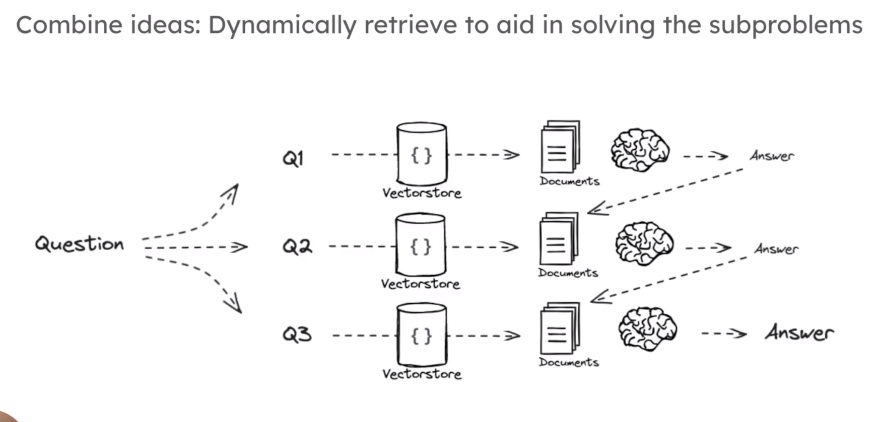 Combine ideas: Dynamically retrieve to aid in solving the subproblems
Q1
{ }
Answer
Documents
Vectorstore
Question
Q2
{ }
Answer
Documents
Vectorstore
Q3
{ }
Answer
Documents
Vectorstore